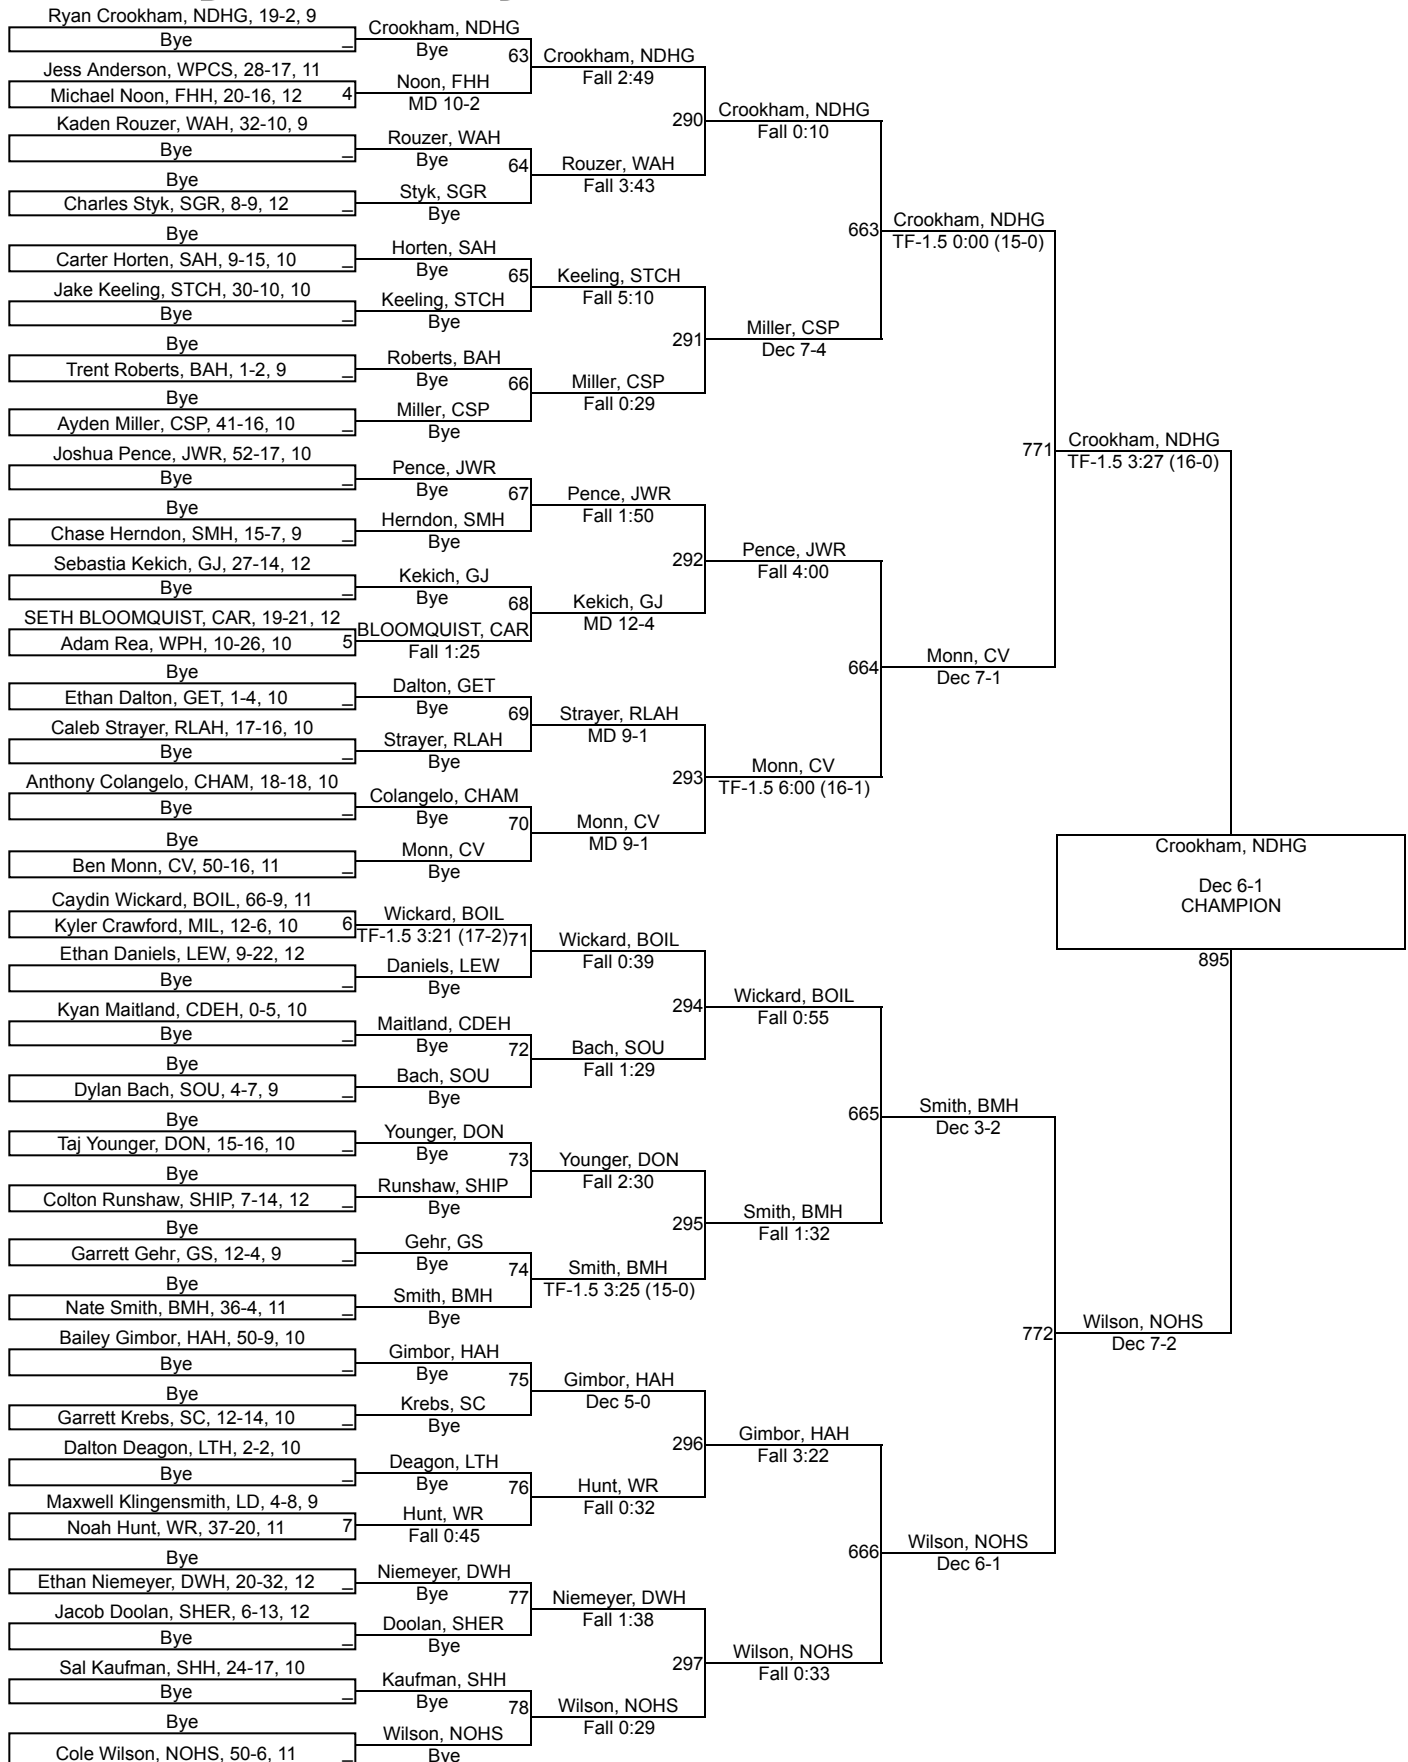 Ryan Crookham, NDHG, 19-2, 9
Bye _
Jess Anderson, WPCS, 28-17, 11
Michael Noon, FHH, 20-16, 12 4
Kaden Rouzer, WAH, 32-10, 9
Bye _
Bye
Charles Styk, SGR, 8-9, 12 _
Bye
Carter Horten, SAH, 9-15, 10 _
Jake Keeling, STCH, 30-10, 10
Bye _
Bye
Trent Roberts, BAH, 1-2, 9 _
Bye
Ayden Miller, CSP, 41-16, 10 _
Joshua Pence, JWR, 52-17, 10
Bye _
Bye
Chase Herndon, SMH, 15-7, 9 _
Sebastia Kekich, GJ, 27-14, 12
Bye _
SETH BLOOMQUIST, CAR, 19-21, 12
Adam Rea, WPH, 10-26, 10 5
Bye
Ethan Dalton, GET, 1-4, 10 _
Caleb Strayer, RLAH, 17-16, 10
Bye _
Anthony Colangelo, CHAM, 18-18, 10
Bye _
Bye
Ben Monn, CV, 50-16, 11 _
Caydin Wickard, BOIL, 66-9, 11
Kyler Crawford, MIL, 12-6, 10 6
Ethan Daniels, LEW, 9-22, 12
Bye _
Kyan Maitland, CDEH, 0-5, 10
Bye _
Bye
Dylan Bach, SOU, 4-7, 9 _
Bye
Taj Younger, DON, 15-16, 10 _
Bye
Colton Runshaw, SHIP, 7-14, 12 _
Bye
Garrett Gehr, GS, 12-4, 9 _
Bye
Nate Smith, BMH, 36-4, 11 _
Bailey Gimbor, HAH, 50-9, 10
Bye _
Bye
Garrett Krebs, SC, 12-14, 10 _
Dalton Deagon, LTH, 2-2, 10
Bye _
Maxwell Klingensmith, LD, 4-8, 9
Noah Hunt, WR, 37-20, 11 7
Bye
Ethan Niemeyer, DWH, 20-32, 12 _
Jacob Doolan, SHER, 6-13, 12
Bye _
Sal Kaufman, SHH, 24-17, 10
Bye _
Bye
Cole Wilson, NOHS, 50-6, 11 _
Crookham, NDHG
Bye 63
Noon, FHH
MD 10-2
Rouzer, WAH
Bye 64
Styk, SGR
Bye
Horten, SAH
Bye 65
Keeling, STCH
Bye
Roberts, BAH
Bye 66
Miller, CSP
Bye
Pence, JWR
Bye 67
Herndon, SMH
Bye
Kekich, GJ
Bye 68
BLOOMQUIST, CAR
Fall 1:25
Dalton, GET
Bye 69
Strayer, RLAH
Bye
Colangelo, CHAM
Bye 70
Monn, CV
Bye
Wickard, BOIL
TF-1.5 3:21 (17-2) 71
Daniels, LEW
Bye
Maitland, CDEH
Bye 72
Bach, SOU
Bye
Younger, DON
Bye 73
Runshaw, SHIP
Bye
Gehr, GS
Bye 74
Smith, BMH
Bye
Gimbor, HAH
Bye 75
Krebs, SC
Bye
Deagon, LTH
Bye 76
Hunt, WR
Fall 0:45
Niemeyer, DWH
Bye 77
Doolan, SHER
Bye
Kaufman, SHH
Bye 78
Wilson, NOHS
Bye
Crookham, NDHG
Fall 2:49
290
Rouzer, WAH
Fall 3:43
Keeling, STCH
Fall 5:10
291
Miller, CSP
Fall 0:29
Pence, JWR
Fall 1:50
292
Kekich, GJ
MD 12-4
Strayer, RLAH
MD 9-1
293
Monn, CV
MD 9-1
Wickard, BOIL
Fall 0:39
294
Bach, SOU
Fall 1:29
Younger, DON
Fall 2:30
295
Smith, BMH
TF-1.5 3:25 (15-0)
Gimbor, HAH
Dec 5-0
296
Hunt, WR
Fall 0:32
Niemeyer, DWH
Fall 1:38
297
Wilson, NOHS
Fall 0:29
Crookham, NDHG
Fall 0:10
663
Miller, CSP
Dec 7-4
Pence, JWR
Fall 4:00
664
Monn, CV
TF-1.5 6:00 (16-1)
Wickard, BOIL
Fall 0:55
665
Smith, BMH
Fall 1:32
Gimbor, HAH
Fall 3:22
666
Wilson, NOHS
Fall 0:33
Crookham, NDHG
TF-1.5 0:00 (15-0)
771
Monn, CV
Dec 7-1
Smith, BMH
Dec 3-2
772
Wilson, NOHS
Dec 6-1
Crookham, NDHG
TF-1.5 3:27 (16-0)
Crookham, NDHG
Dec 6-1
CHAMPION
895
Wilson, NOHS
Dec 7-2